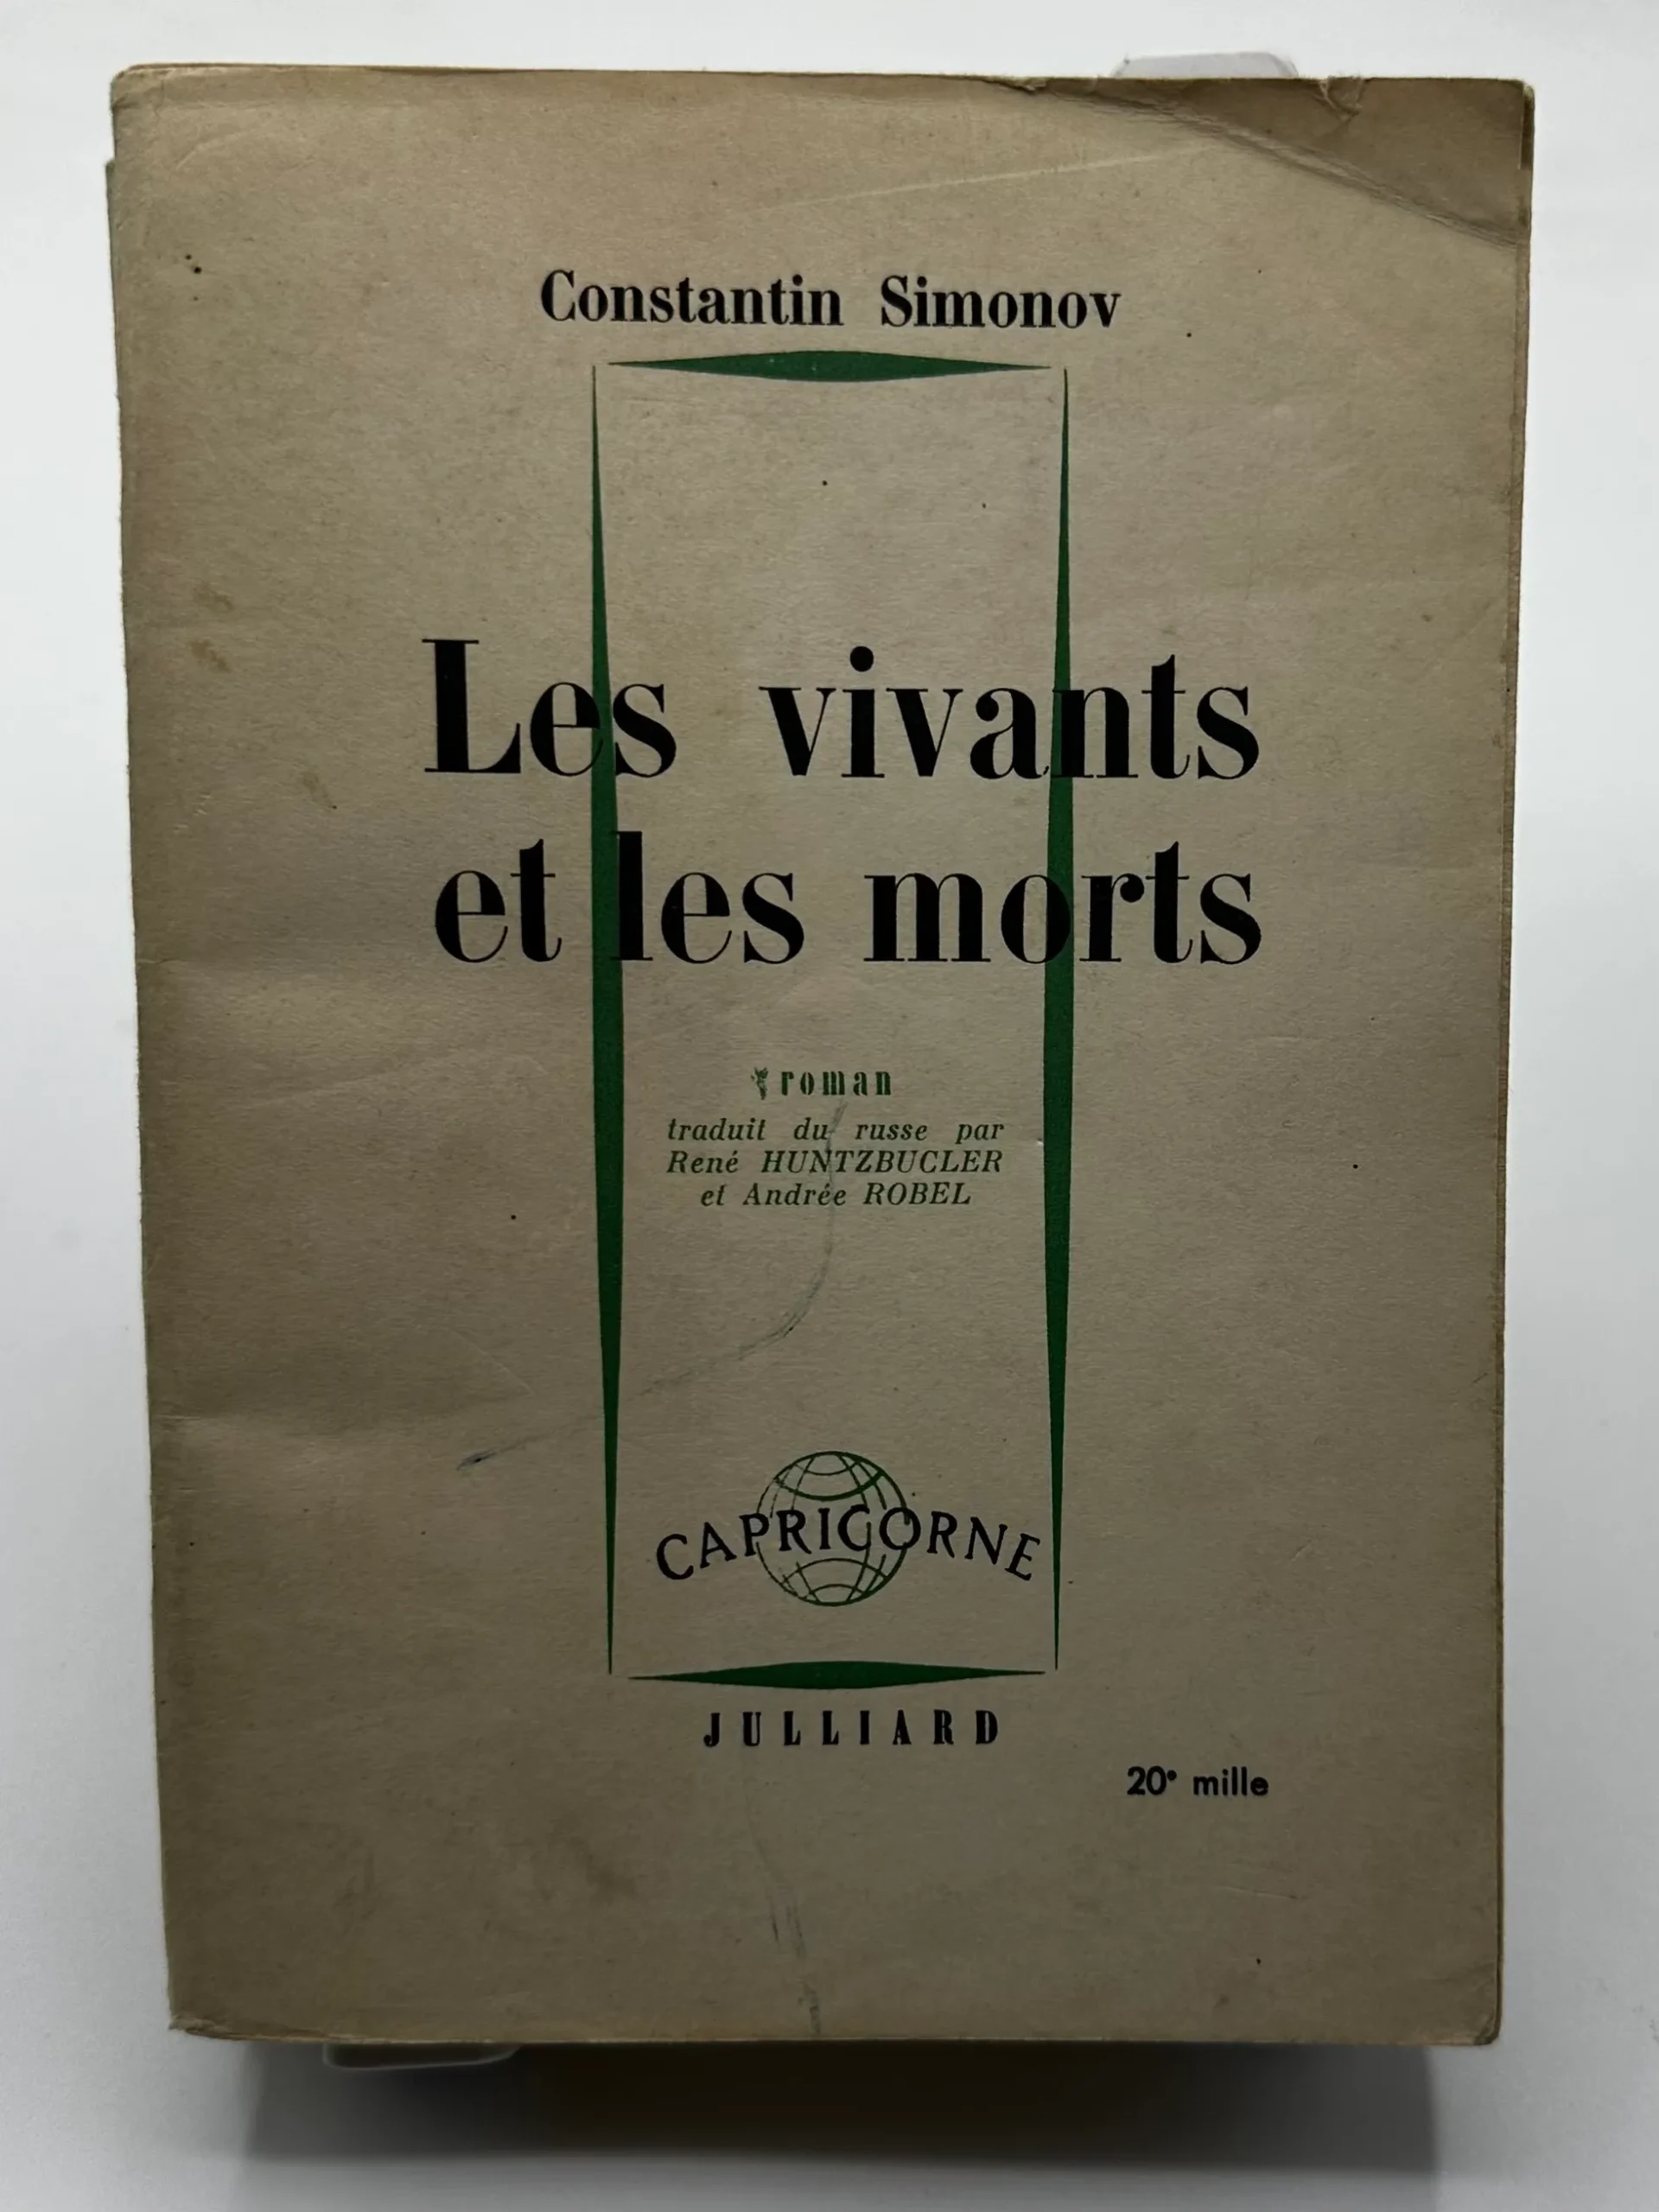 Constantin Simonov
Les vivants
et les morts
roman
traduit du russe par
René HUNTZBUCLER
et Andrée ROBEL
CAPRICORNE
JULLIARD
20e mille